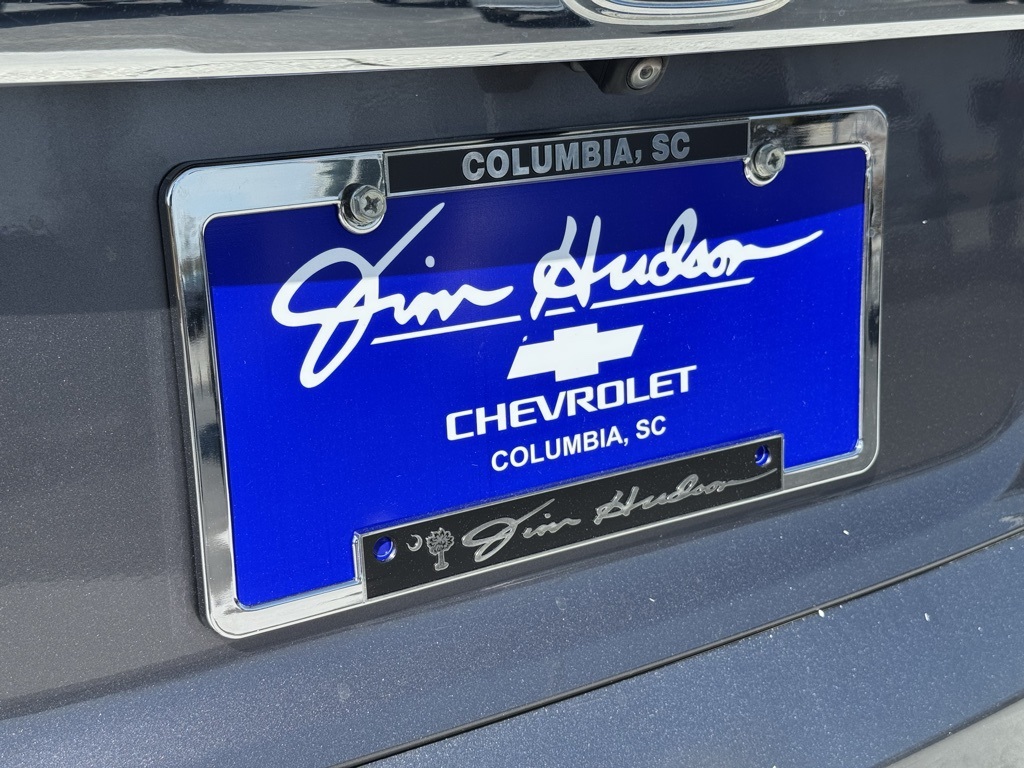 COLUMBIA, SC
Jim Hudson
CHEVROLET
COLUMBIA, SC
Jim Hudson